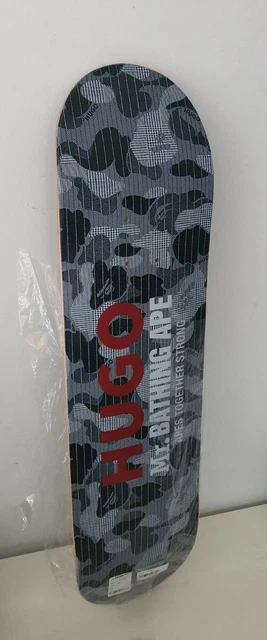 HUGO
MR. BATHING APE
APES TOGETHER STRONG